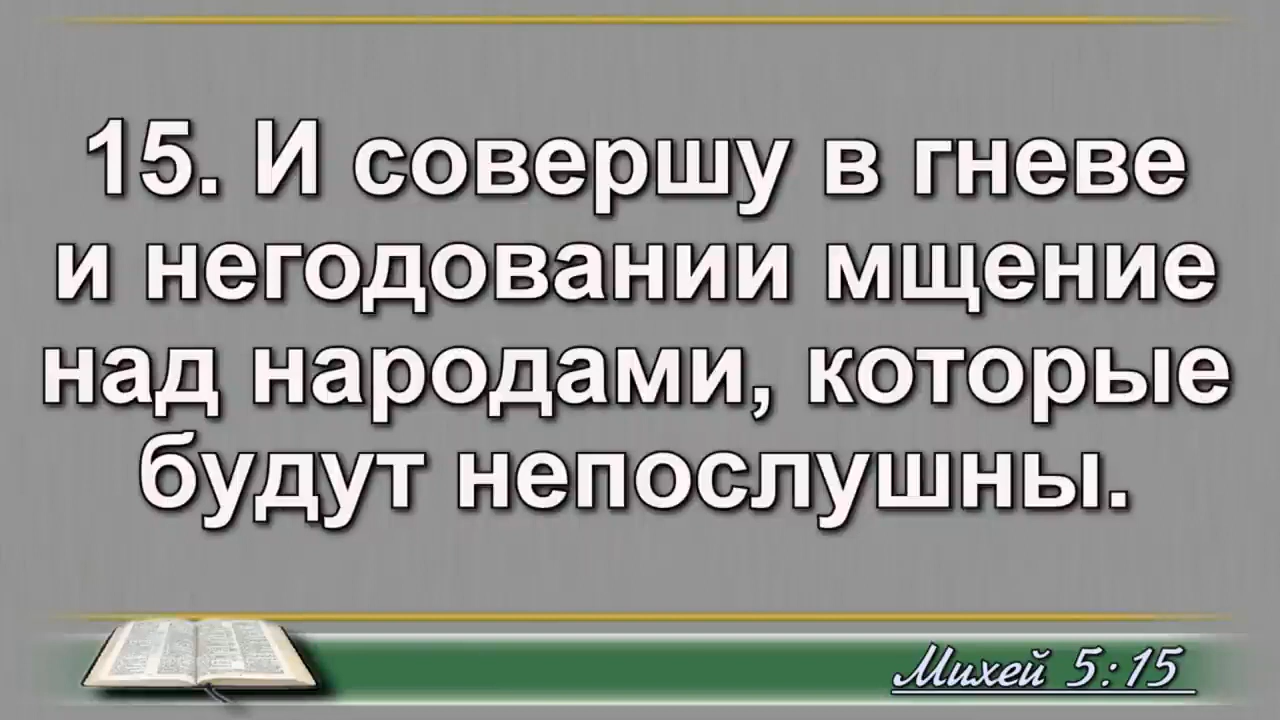 15. И совершу в гневе
и негодовании мщение
над народами, которые
будут непослушны.
Михей 5:15